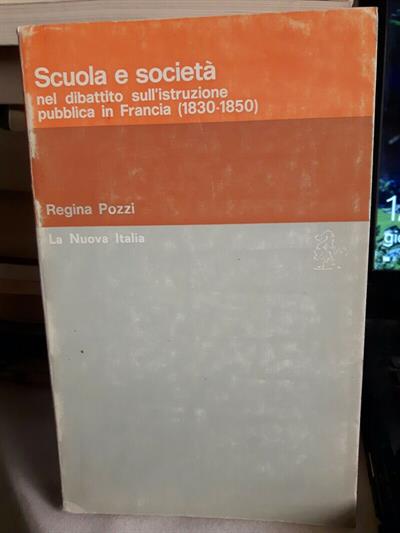 Scuola e società
nel dibattito sull'istruzione
pubblica in Francia (1830-1850)
Regina Pozzi
La Nuova Italia